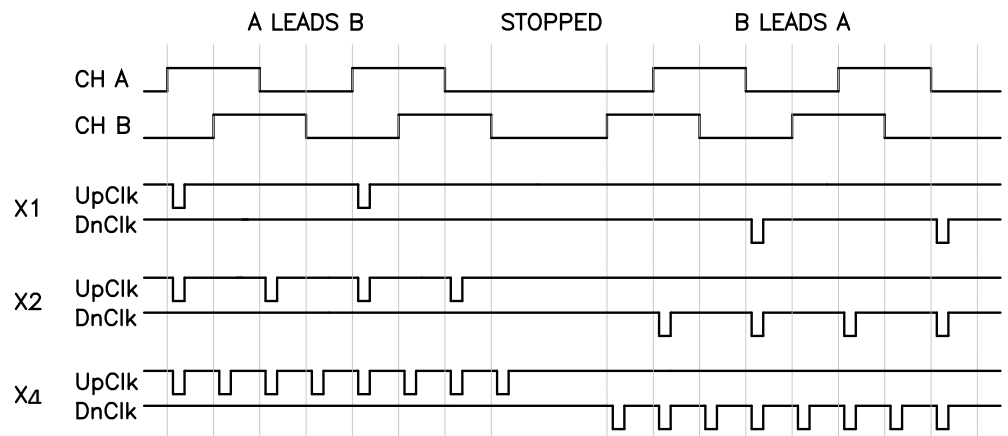 A LEADS B STOPPED B LEADS A
CH A
CH B
X1
UpClk
DnClk
X2
UpClk
DnClk
X4
UpClk
DnClk